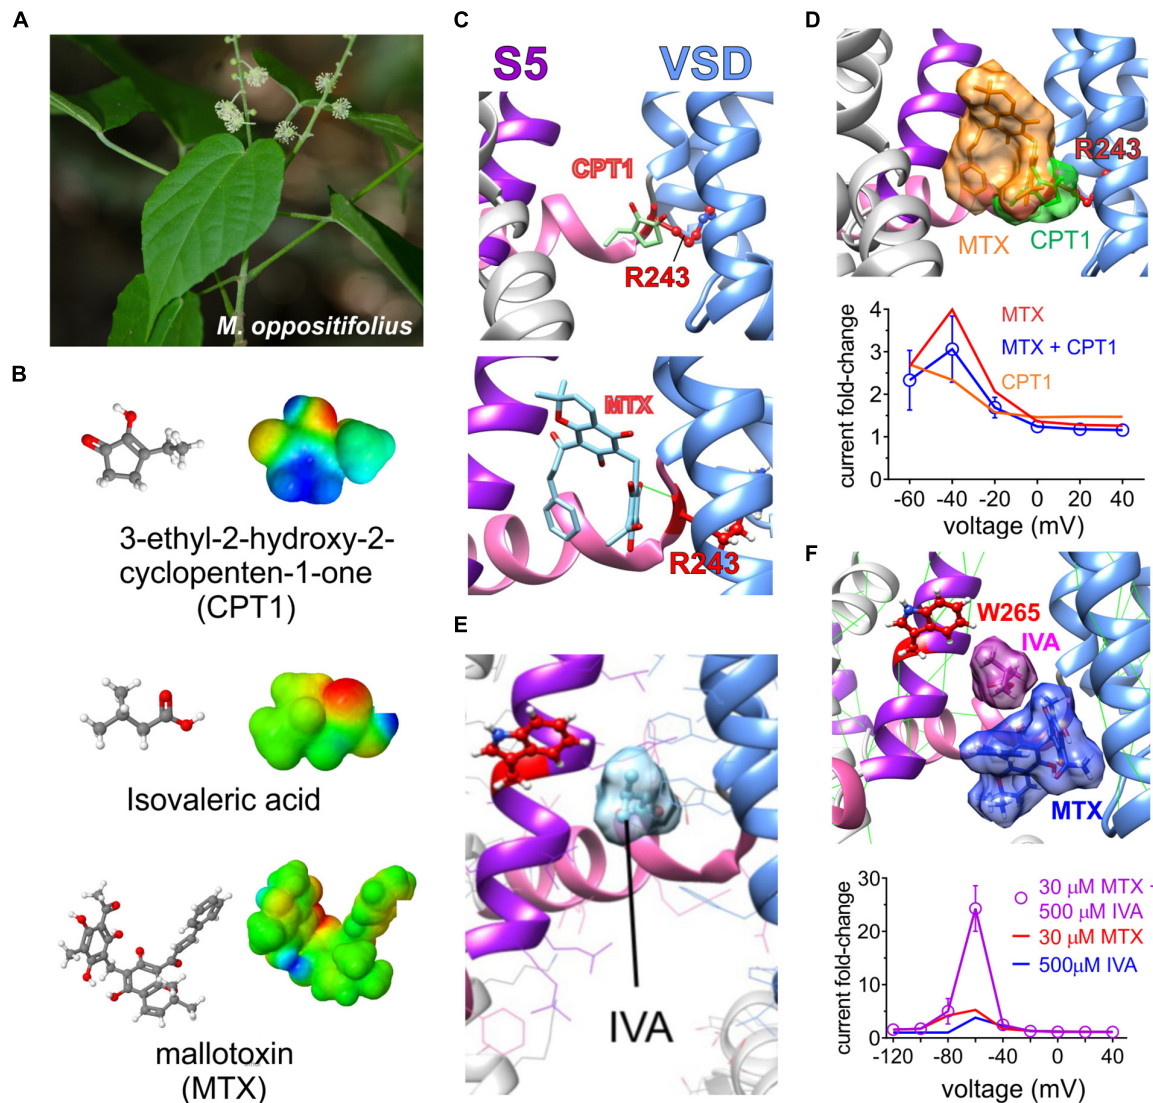 A
M. oppositifolius
B
3-ethyl-2-hydroxy-2-
cyclopenten-1-one
(CPT1)
Isovaleric acid
mallotoxin
(MTX)
C
S5 VSD
CPT1
R243
MTX
R243
D
R243
MTX CPT1
4
3
2
1
0
current fold-change
MTX
MTX + CPT1
CPT1
-60 -40 -20 0 20 40
voltage (mV)
E
IVA
F
W265
IVA
MTX
30
20
10
0
current fold-change
30 µM MTX
500 µM IVA
30 µM MTX
500µM IVA
-120 -80 -40 0 40
voltage (mV)